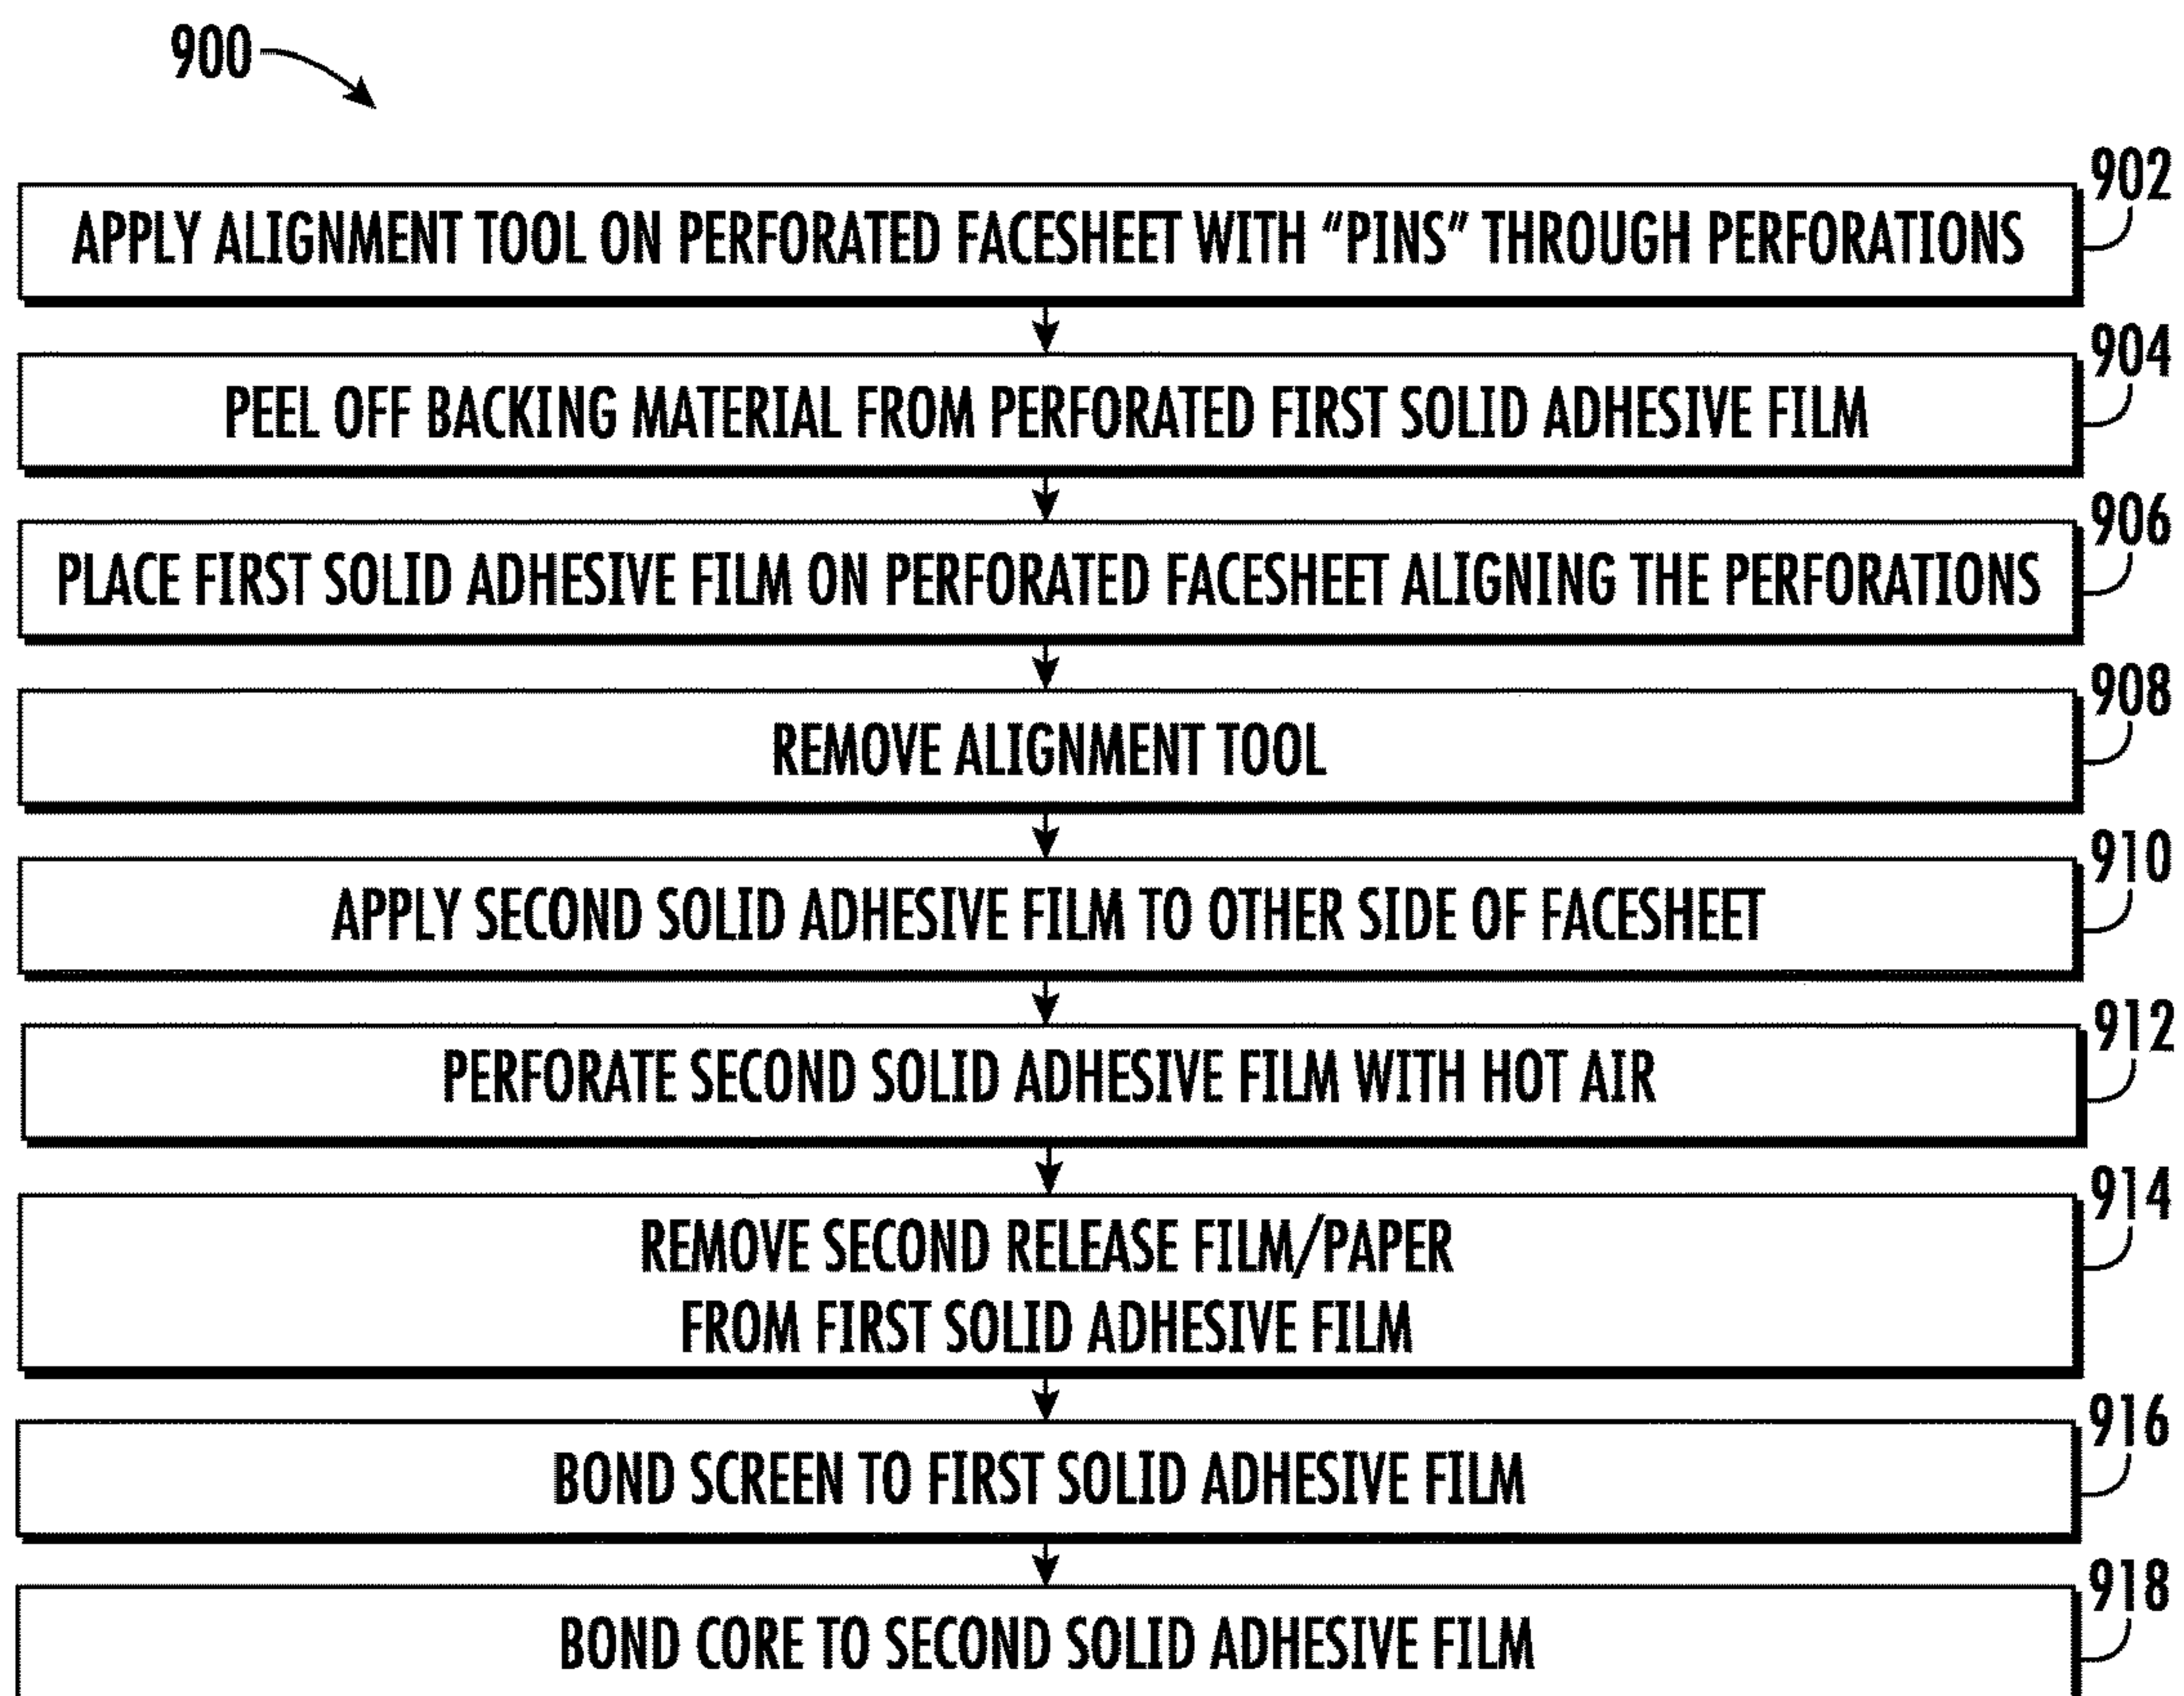 900
902
APPLY ALIGNMENT TOOL ON PERFORATED FACESHEET WITH “PINS” THROUGH PERFORATIONS
904
PEEL OFF BACKING MATERIAL FROM PERFORATED FIRST SOLID ADHESIVE FILM
906
PLACE FIRST SOLID ADHESIVE FILM ON PERFORATED FACESHEET ALIGNING THE PERFORATIONS
908
REMOVE ALIGNMENT TOOL
910
APPLY SECOND SOLID ADHESIVE FILM TO OTHER SIDE OF FACESHEET
912
PERFORATE SECOND SOLID ADHESIVE FILM WITH HOT AIR
914
REMOVE SECOND RELEASE FILM/PAPER
FROM FIRST SOLID ADHESIVE FILM
916
BOND SCREEN TO FIRST SOLID ADHESIVE FILM
918
BOND CORE TO SECOND SOLID ADHESIVE FILM